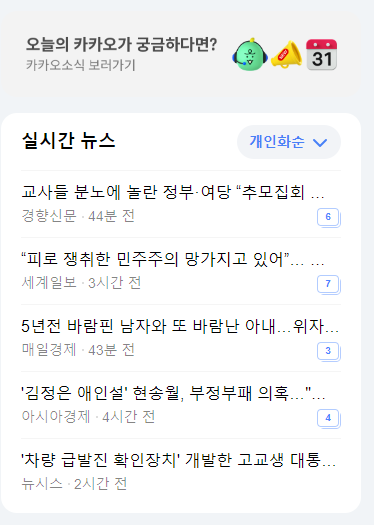 오늘의 카카오가 궁금하다면?
카카오소식 보러가기
31
실시간 뉴스
개인화순
교사들 분노에 놀란 정부·여당 “추모집회 ...
경향신문 · 44분 전
6
“피로 쟁취한 민주주의 망가지고 있어”... ...
세계일보 · 3시간 전
7
5년전 바람핀 남자와 또 바람난 아내...위자...
매일경제 · 43분 전
3
'김정은 애인설' 현송월, 부정부패 의혹..."...
아시아경제 · 4시간 전
4
'차량 급발진 확인장치' 개발한 고교생 대통...
뉴시스 · 2시간 전